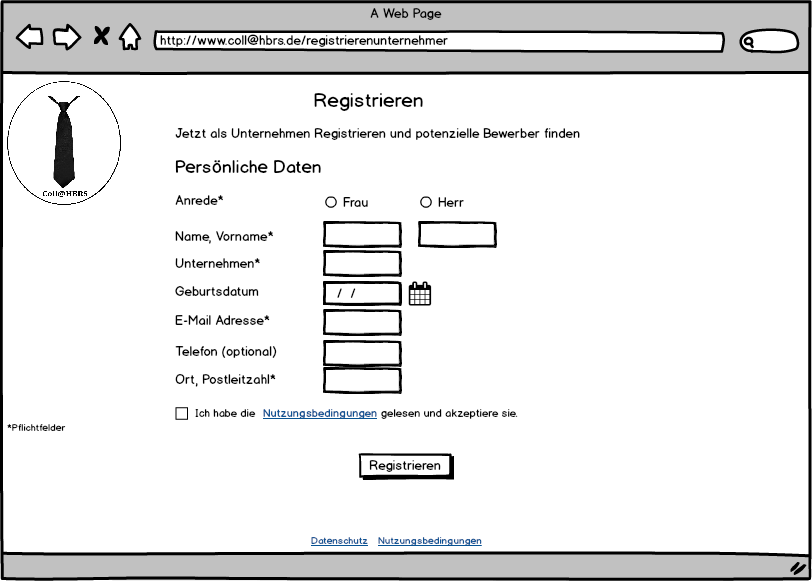 A Web Page
http://www.coll@hbrs.de/registrierenunternehmer
Coll@HBRS
Registrieren
Jetzt als Unternehmen Registrieren und potenzielle Bewerber finden
Persönliche Daten
Anrede* Frau Herr
Name, Vorname*
Unternehmen*
Geburtsdatum / /
E-Mail Adresse*
Telefon (optional)
Ort, Postleitzahl*
Ich habe die Nutzungsbedingungen gelesen und akzeptiere sie.
*Pflichtfelder
Registrieren
Datenschutz Nutzungsbedingungen